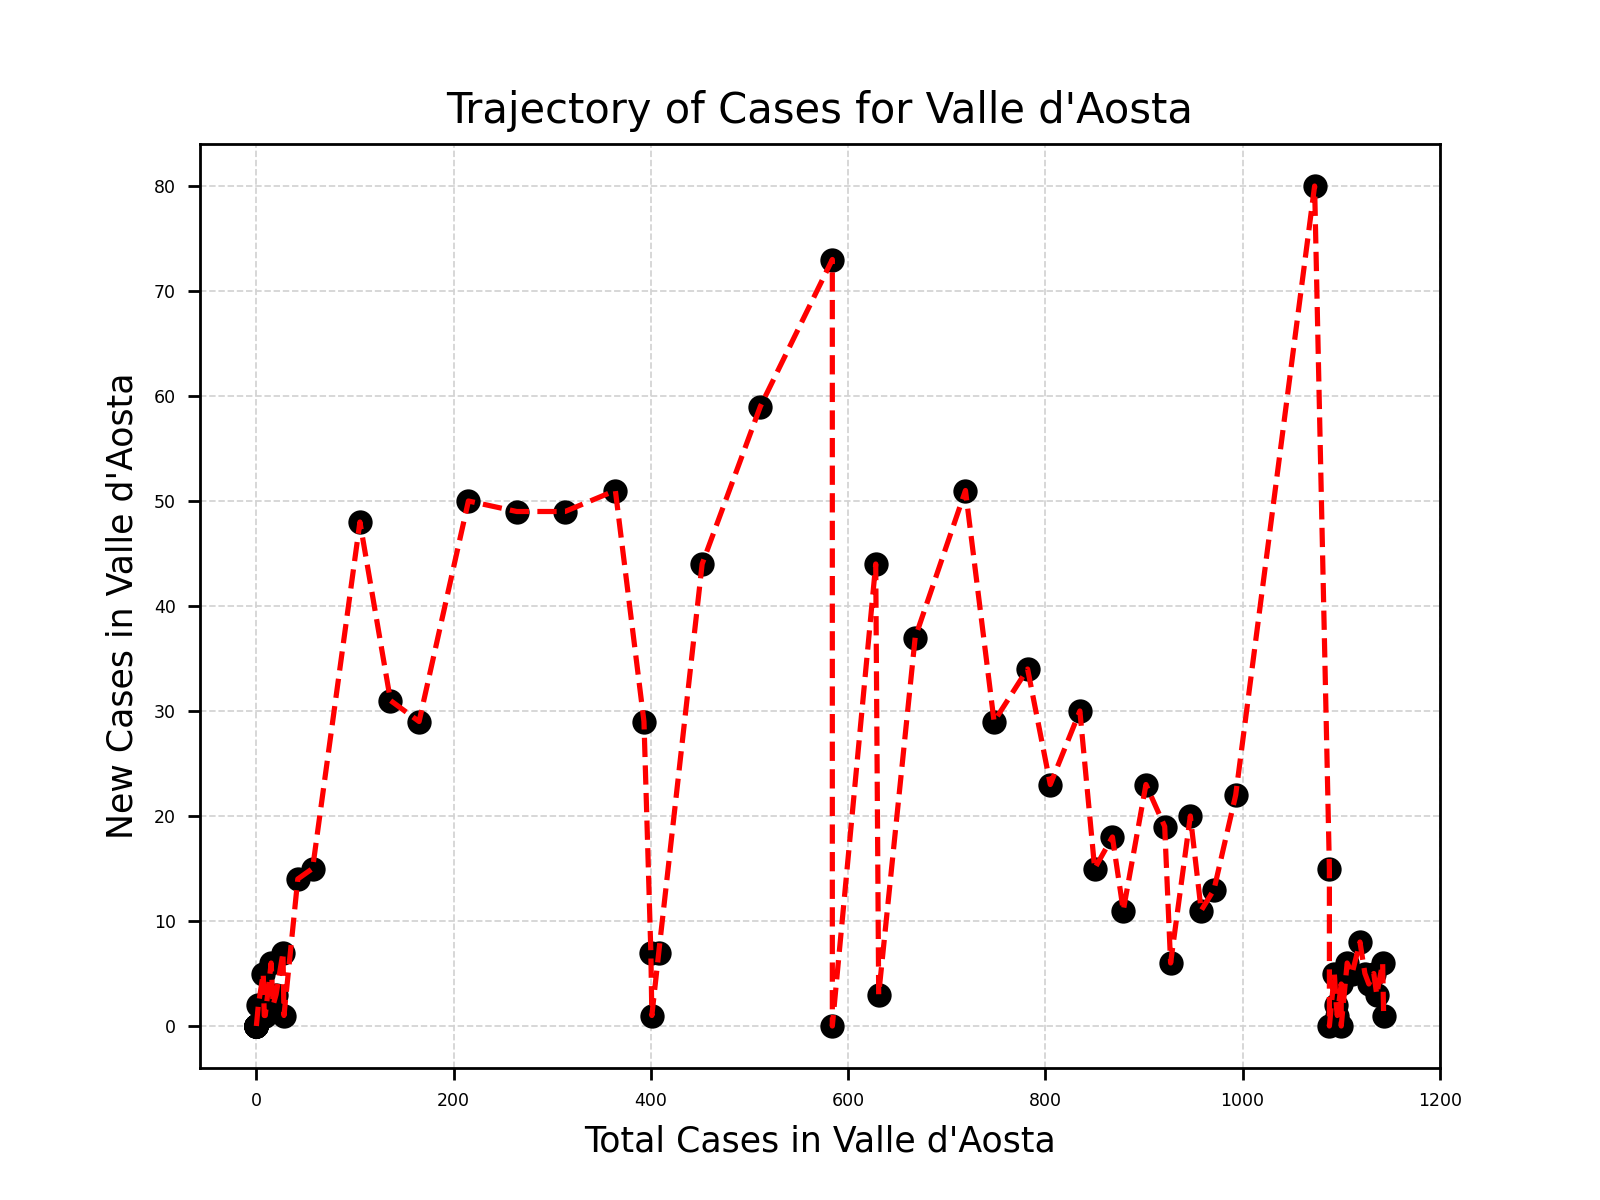 Trajectory of Cases for Valle d'Aosta
New Cases in Valle d'Aosta
80
70
60
50
40
30
20
10
0
0 200 400 600 800 1000 1200
Total Cases in Valle d'Aosta